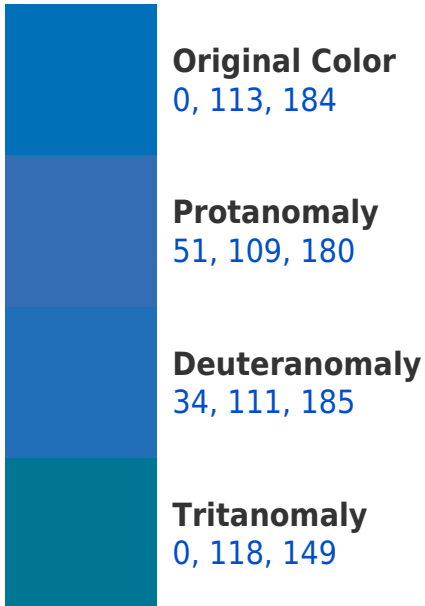 Original Color
0, 113, 184
Protanomaly
51, 109, 180
Deuteranomaly
34, 111, 185
Tritanomaly
0, 118, 149